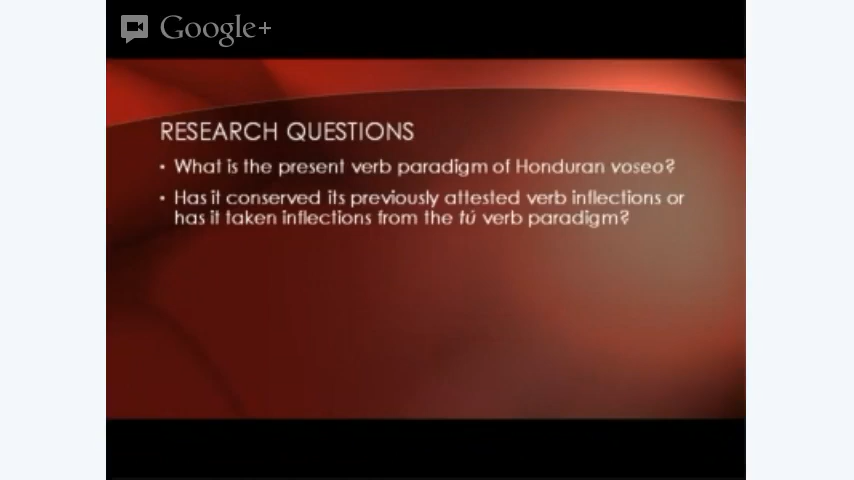 Google+
RESEARCH QUESTIONS
• What is the present verb paradigm of Honduran voseo?
• Has it conserved its previously attested verb inflections or
has it taken inflections from the tú verb paradigm?